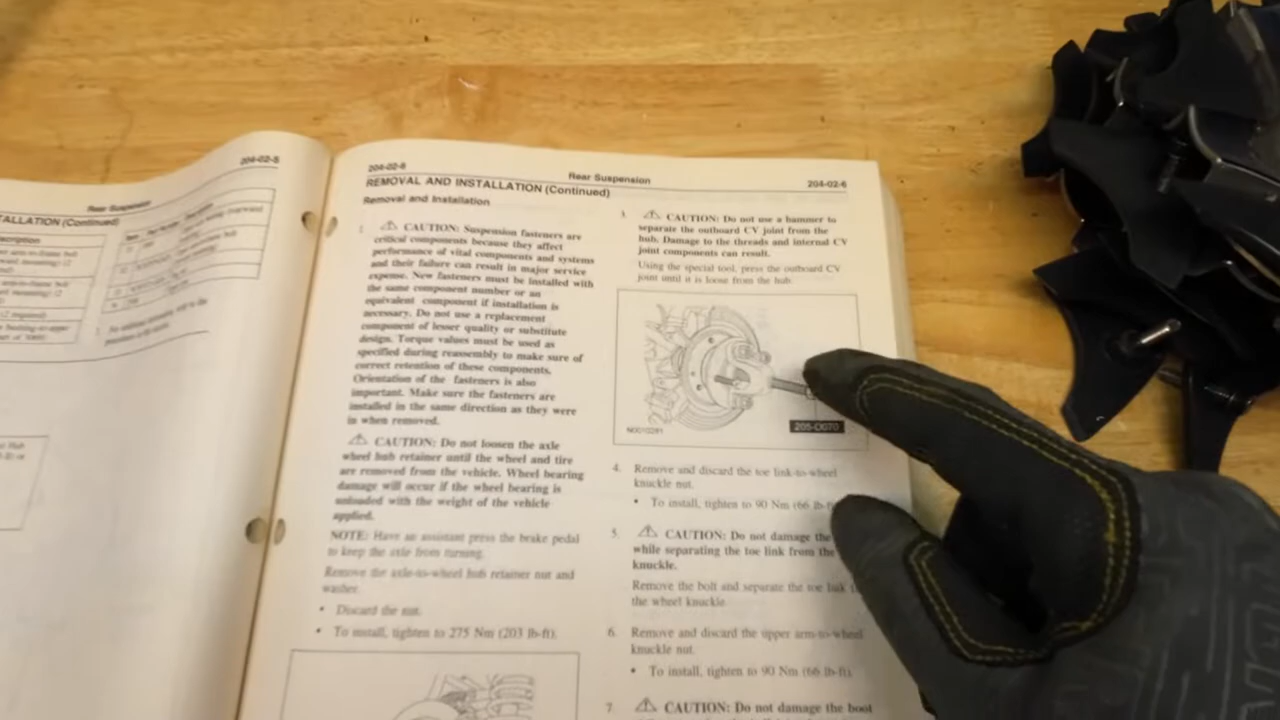 204-02-5
Rear Suspension
TALLATION (Continued)
scription
204-02-6
Rear Suspension
204-02-6
REMOVAL AND INSTALLATION (Continued)
Removal and Installation
1. CAUTION: Suspension fasteners are
critical components because they affect
performance of vital components and systems
and their failure can result in major service
expense. New fasteners must be installed with
the same component number or an
equivalent component if installation is
necessary. Do not use a replacement
component of lesser quality or substitute
design. Torque values must be used as
specified during reassembly to make sure of
correct retention of these components.
Orientation of the fasteners is also
important. Make sure the fasteners are
installed in the same direction as they were
in when removed.
CAUTION: Do not loosen the axle
wheel hub retainer until the wheel and tire
are removed from the vehicle. Wheel bearing
damage will occur if the wheel bearing is
unloaded with the weight of the vehicle
applied.
NOTE: Have an assistant press the brake pedal
to keep the axle from turning.
Remove the axle-to-wheel hub retainer nut and
washer.
• Discard the nut.
• To install, tighten to 275 Nm (203 lb-ft).
3. CAUTION: Do not use a hammer to
separate the outboard CV joint from the
hub. Damage to the threads and internal CV
joint components can result.
Using the special tool, press the outboard CV
joint until it is loose from the hub.
205-D070
4. Remove and discard the toe link-to-wheel
knuckle nut.
• To install, tighten to 90 Nm (66 lb-
5. CAUTION: Do not damage the
while separating the toe link from the
knuckle.
Remove the bolt and separate the toe link
the wheel knuckle.
6. Remove and discard the upper arm-to-wheel
knuckle nut.
• To install, tighten to 90 Nm (66 lb-ft).
7. CAUTION: Do not damage the boot